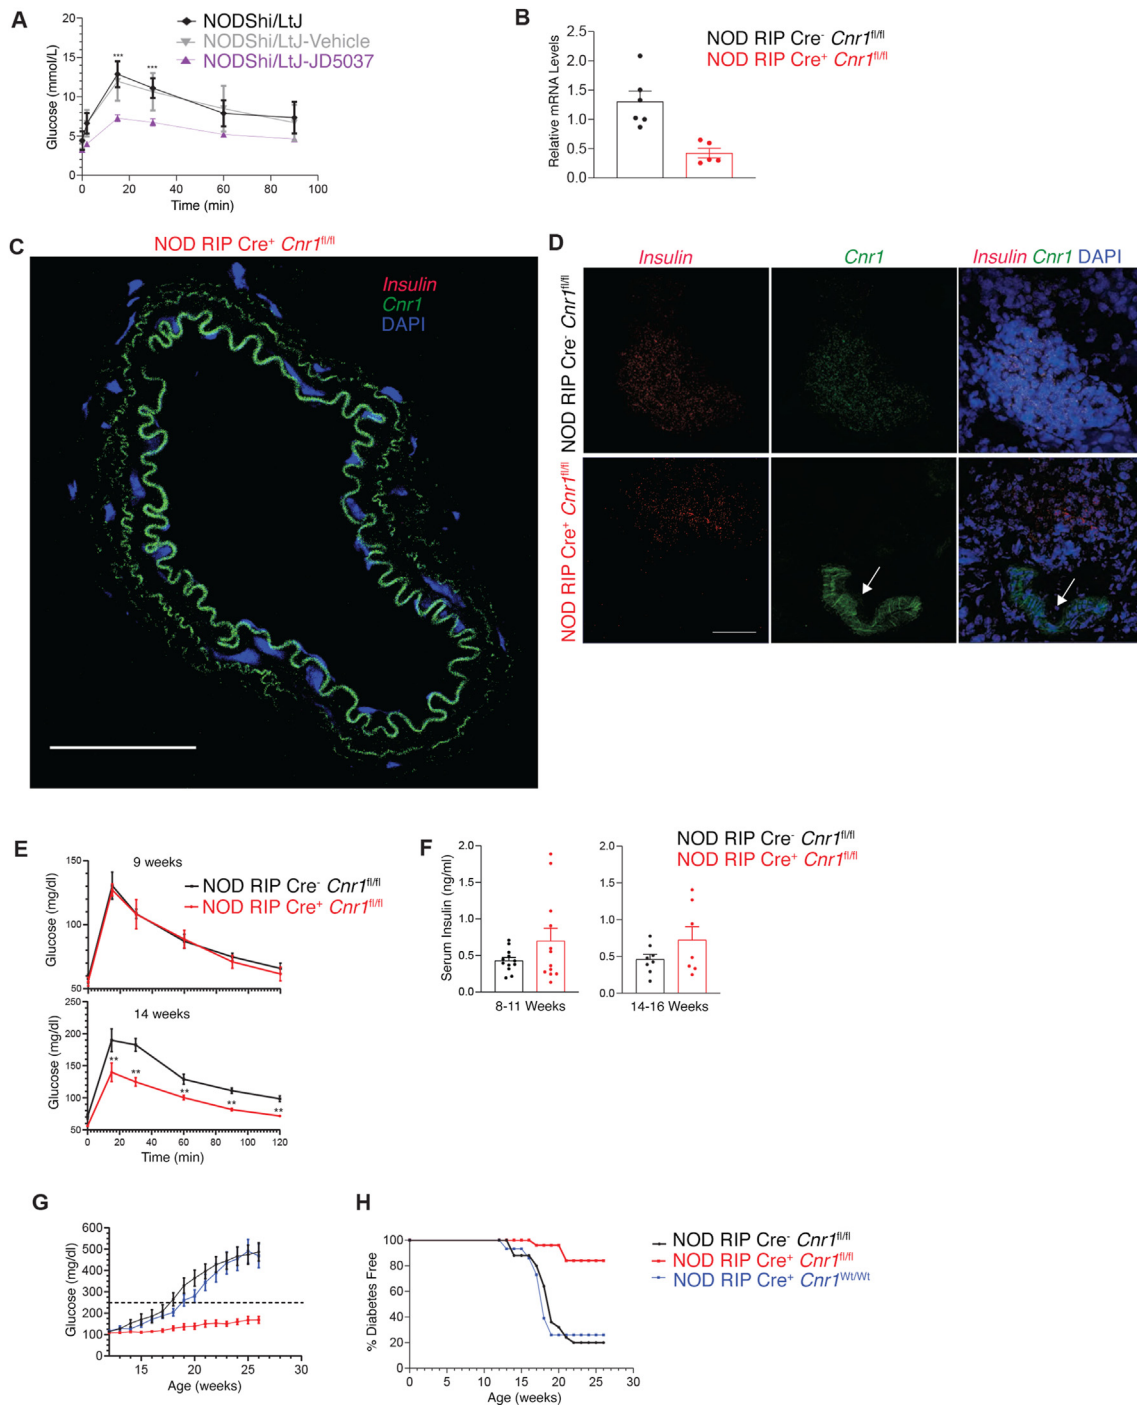 A
NODShi/LtJ
NODShi/LtJ-Vehicle
NODShi/LtJ-JD5037
Glucose (mmol/L)
20
15
10
5
0
***
***
0 20 40 60 80 100
Time (min)
B
NOD RIP Cre- Cnr1fl/fl
NOD RIP Cre+ Cnr1fl/fl
Relative mRNA Levels
2.5
2.0
1.5
1.0
0.5
0.0
C
NOD RIP Cre+ Cnr1fl/fl
Insulin
Cnr1
DAPI
D
Insulin
Cnr1
Insulin Cnr1 DAPI
NOD RIP Cre- Cnr1fl/fl
NOD RIP Cre+ Cnr1fl/fl
E
9 weeks
NOD RIP Cre- Cnr1fl/fl
NOD RIP Cre+ Cnr1fl/fl
Glucose (mg/dl)
150
100
50
14 weeks
Glucose (mg/dl)
250
200
150
100
50
**
**
**
**
**
0 20 40 60 80 100 120
Time (min)
F
NOD RIP Cre- Cnr1fl/fl
NOD RIP Cre+ Cnr1fl/fl
Serum Insulin (ng/ml)
2.0
1.5
1.0
0.5
0.0
8-11 Weeks
2.0
1.5
1.0
0.5
0.0
14-16 Weeks
G
Glucose (mg/dl)
600
500
400
300
200
100
0
15 20 25 30
Age (weeks)
H
% Diabetes Free
100
80
60
40
20
0
0 5 10 15 20 25 30
Age (weeks)
NOD RIP Cre- Cnr1fl/fl
NOD RIP Cre+ Cnr1fl/fl
NOD RIP Cre+ Cnr1Wt/Wt